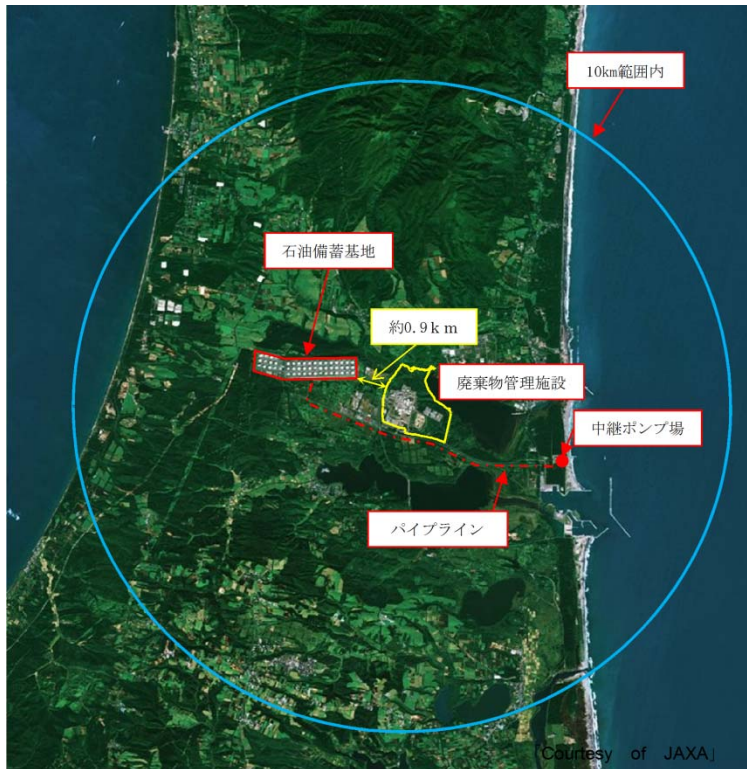 10km範囲内
石油備蓄基地
約0.9km
廃棄物管理施設
中継ポンプ場
パイプライン
「Courtesy of JAXA」